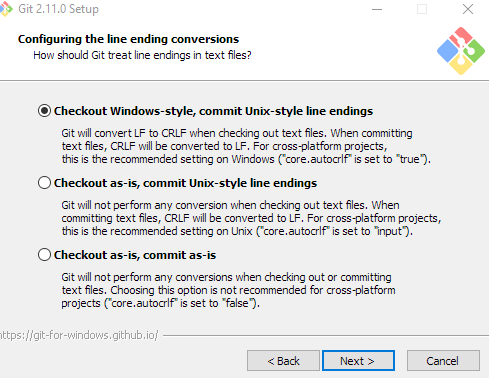 Git 2.11.0 Setup
Configuring the line ending conversions
How should Git treat line endings in text files?
Checkout Windows-style, commit Unix-style line endings
Git will convert LF to CRLF when checking out text files. When committing
text files, CRLF will be converted to LF. For cross-platform projects,
this is the recommended setting on Windows ("core.autocrlf" is set to "true").
Checkout as-is, commit Unix-style line endings
Git will not perform any conversion when checking out text files. When
committing text files, CRLF will be converted to LF. For cross-platform projects,
this is the recommended setting on Unix ("core.autocrlf" is set to "input").
Checkout as-is, commit as-is
Git will not perform any conversions when checking out or committing
text files. Choosing this option is not recommended for cross-platform
projects ("core.autocrlf" is set to "false").
https://git-for-windows.github.io/
< Back Next > Cancel